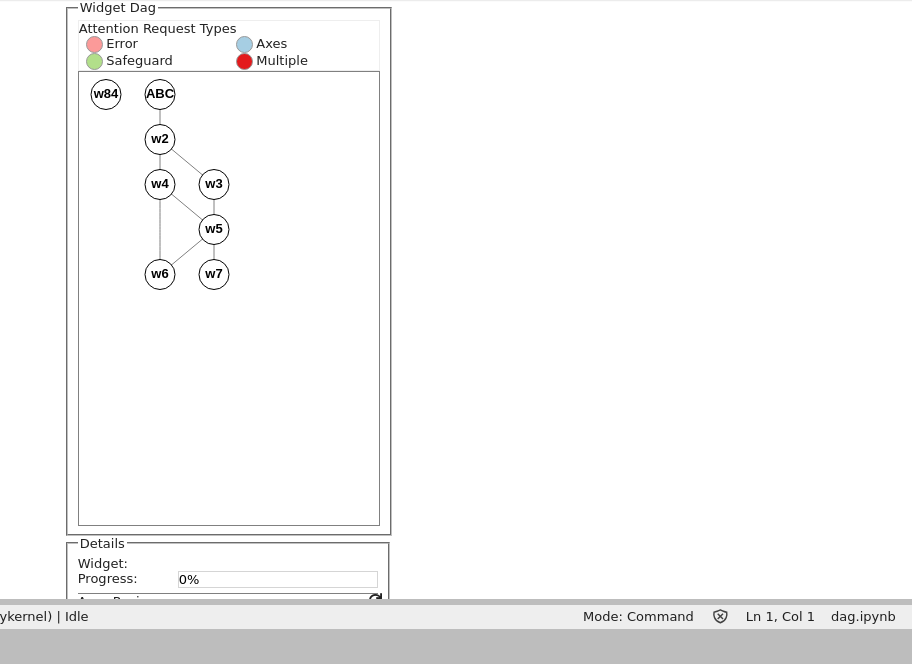 Widget Dag
Attention Request Types
Error Axes
Safeguard Multiple
w84 ABC
w2
w4 w3
w5
w6 w7
Details
Widget:
Progress: 0%
ykernel) | Idle Mode: Command Ln 1, Col 1 dag.ipynb